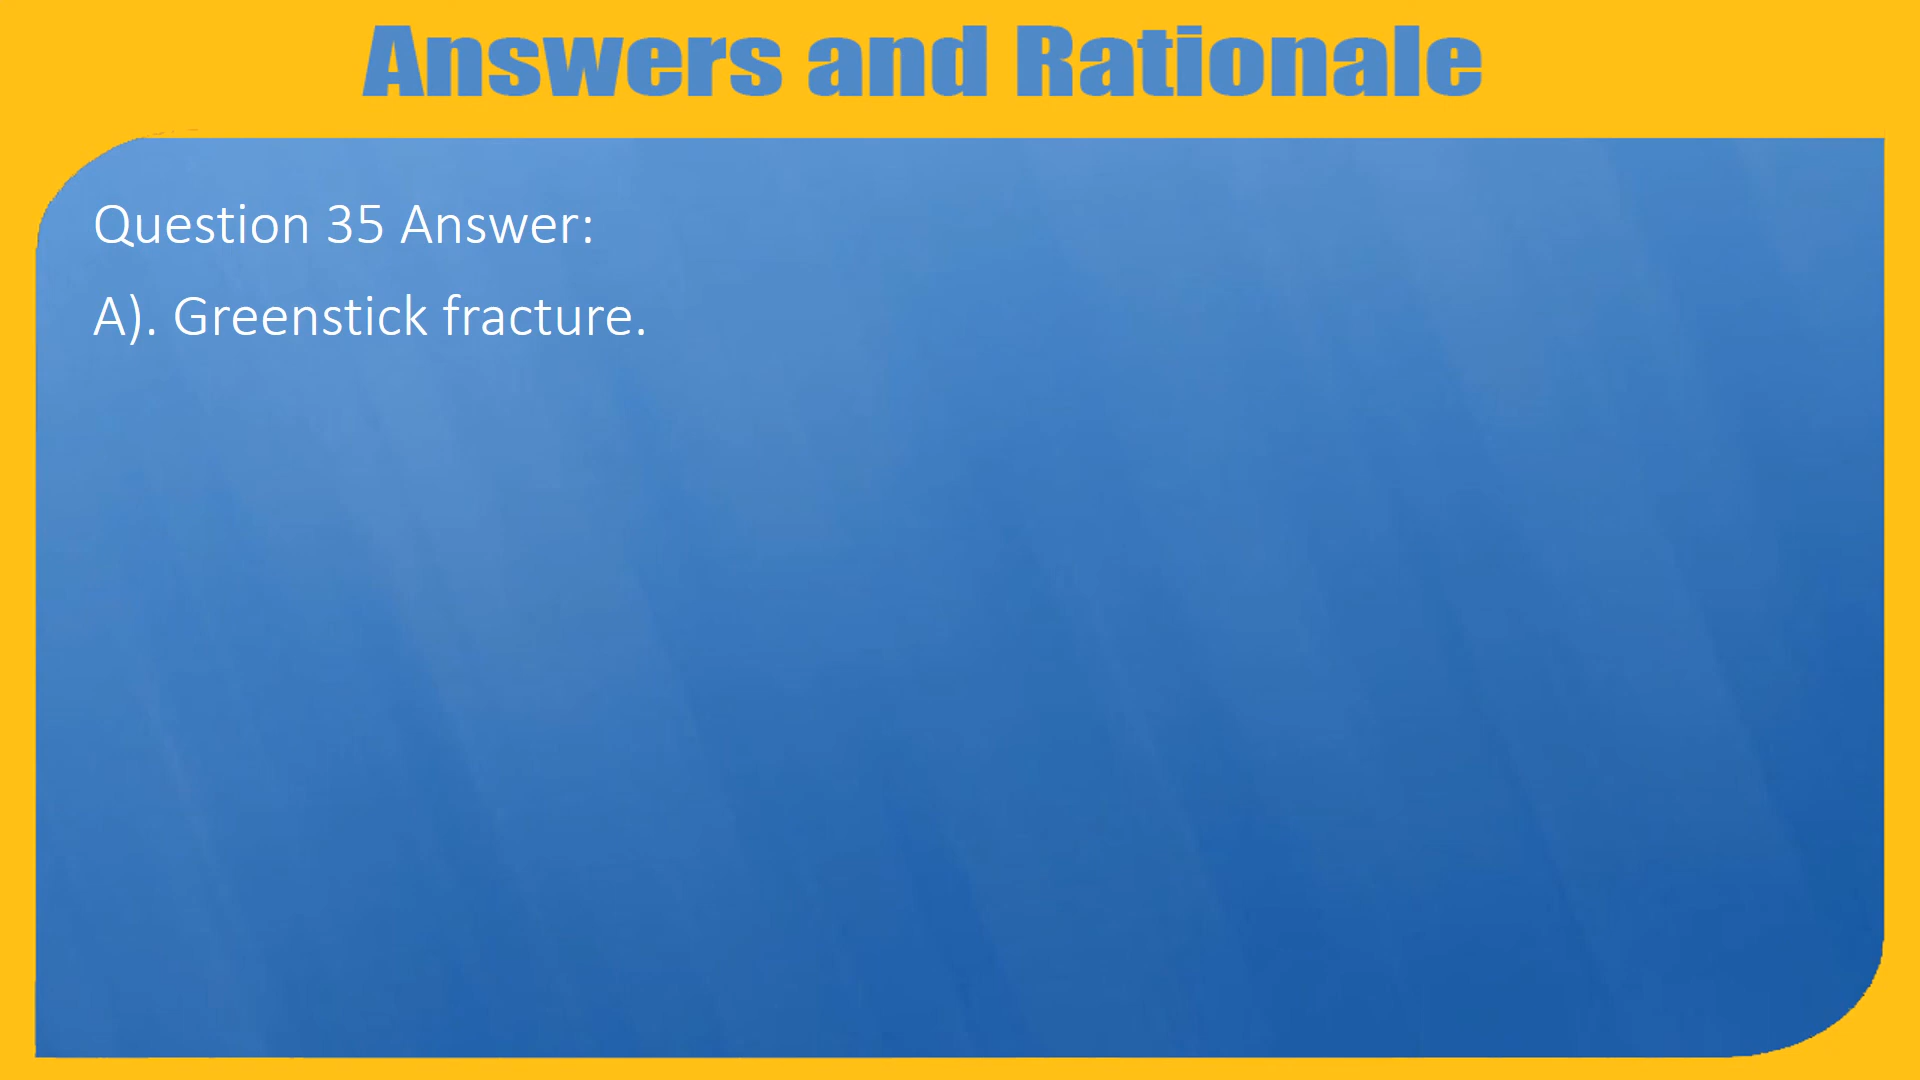 Answers and Rationale
Question 35 Answer:
A). Greenstick fracture.